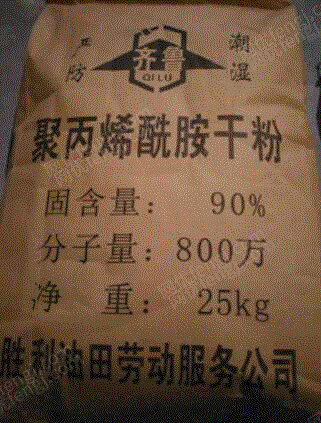 严防 潮湿
齐鲁
QILU
聚丙烯酰胺干粉
固含量： 90%
分子量：800万
净 重： 25kg
胜利油田劳动服务公司